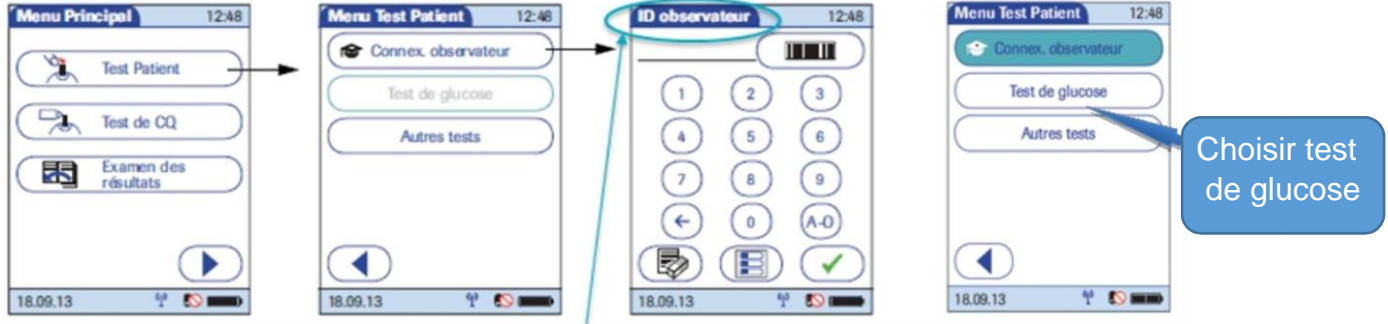 Menu Principal 12:48
Test Patient
Test de CQ
Examen des
résultats
18.09.13
Menu Test Patient 12:48
Connex. observateur
Test de glucose
Autres tests
18.09.13
ID observateur 12:48
1 2 3
4 5 6
7 8 9
0 A-O
18.09.13
Menu Test Patient 12:48
Connex. observateur
Test de glucose
Autres tests
18.09.13
Choisir test
de glucose